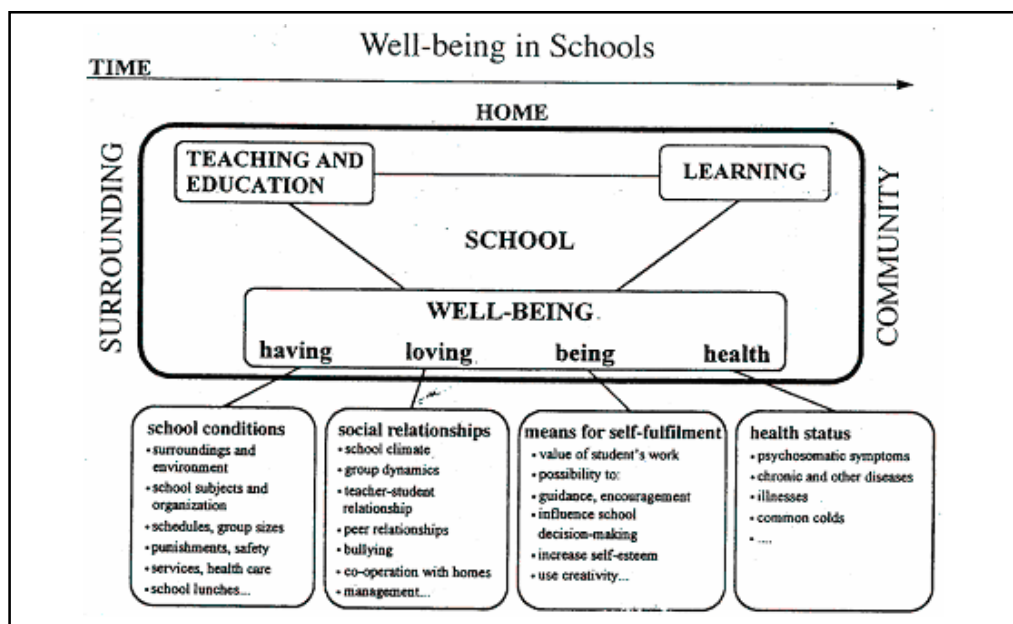 Well-being in Schools
TIME
HOME
SURROUNDING
TEACHING AND
EDUCATION
LEARNING
COMMUNITY
SCHOOL
WELL-BEING
having loving being health
school conditions
• surroundings and
environment
• school subjects and
organization
• schedules, group sizes
• punishments, safety
• services, health care
• school lunches...
social relationships
• school climate
• group dynamics
• teacher-student
relationship
• peer relationships
• bullying
• co-operation with homes
• management...
means for self-fulfilment
• value of student's work
• possibility to:
• guidance, encouragement
• influence school
decision-making
• increase self-esteem
• use creativity...
health status
• psychosomatic symptoms
• chronic and other diseases
• illnesses
• common colds
• ....